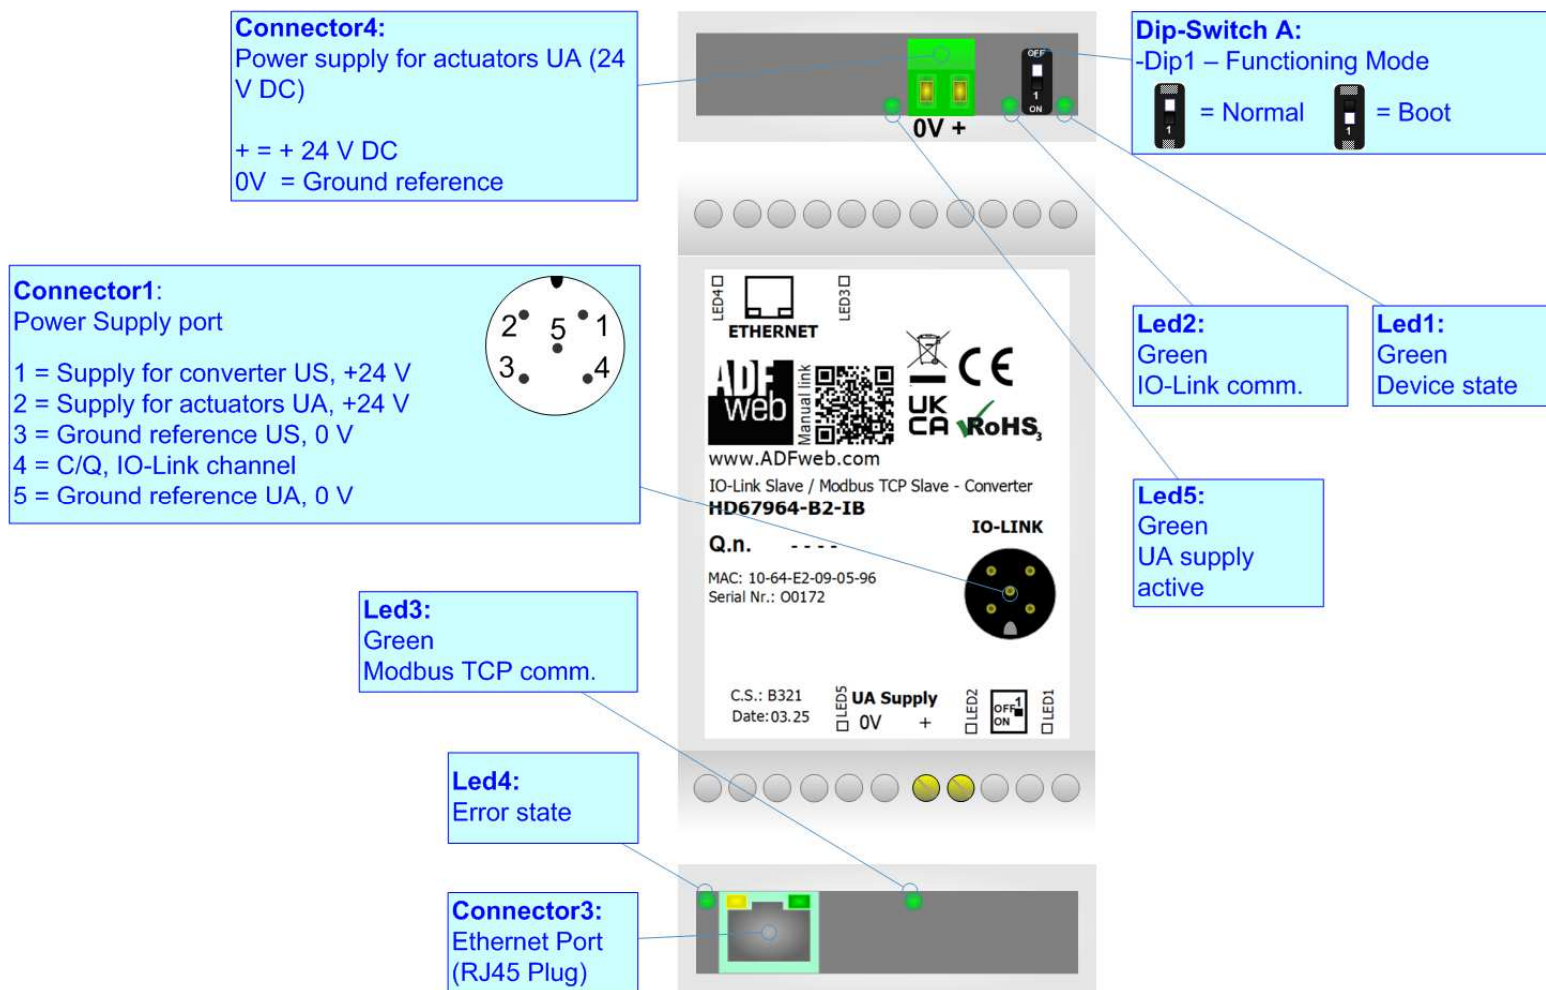 Connector4:
Power supply for actuators UA (24
V DC)
+ = + 24 V DC
0V = Ground reference
OFF
1
ON
0V +
Dip-Switch A:
-Dip1 – Functioning Mode
1
= Normal
1
= Boot
Connector1:
Power Supply port
1 = Supply for converter US, +24 V
2 = Supply for actuators UA, +24 V
3 = Ground reference US, 0 V
4 = C/Q, IO-Link channel
5 = Ground reference UA, 0 V
2 5 1
3 4
LED4
ETHERNET
LED3
ADF
web
Manual link
CE
UK
CA
RoHS3
www.ADFweb.com
IO-Link Slave / Modbus TCP Slave - Converter
HD67964-B2-IB
Q.n. - - - -
MAC: 10-64-E2-09-05-96
Serial Nr.: O0172
IO-LINK
C.S.: B321
Date:03.25
LED5
UA Supply
0V +
LED2
OFF 1
ON
LED1
Led2:
Green
IO-Link comm.
Led1:
Green
Device state
Led5:
Green
UA supply
active
Led3:
Green
Modbus TCP comm.
Led4:
Error state
Connector3:
Ethernet Port
(RJ45 Plug)